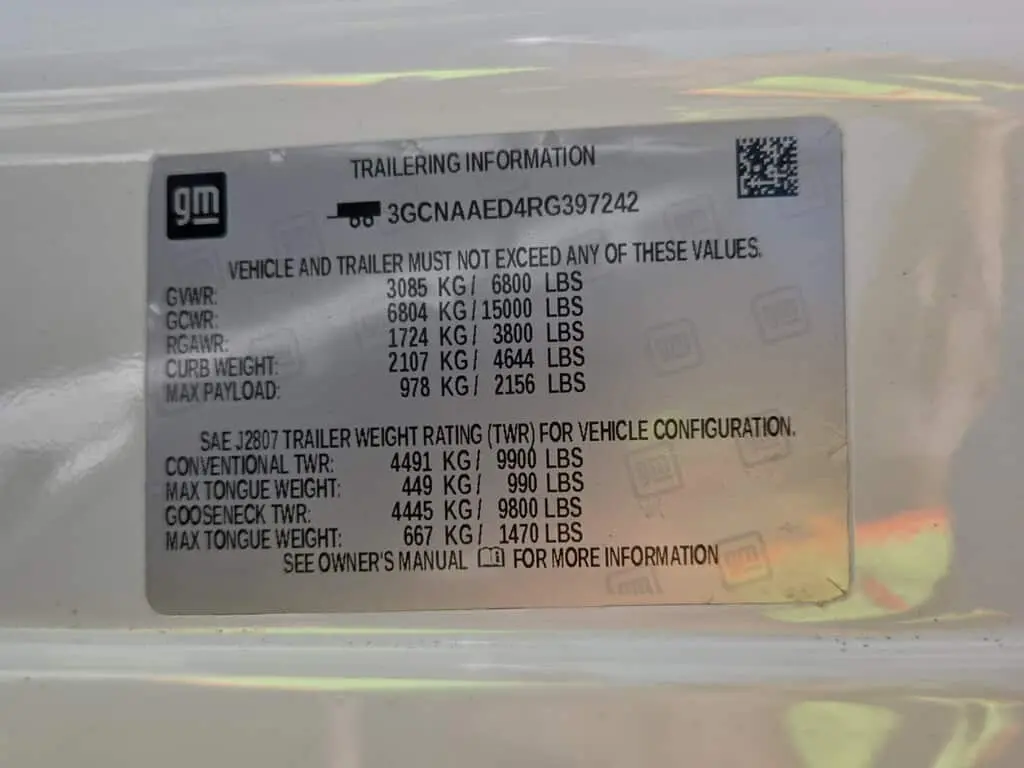 TRAILERING INFORMATION
gm
3GCNAAED4RG397242
VEHICLE AND TRAILER MUST NOT EXCEED ANY OF THESE VALUES.
GVWR: 3085 KG/ 6800 LBS
GCWR: 6804 KG/15000 LBS
RGAWR: 1724 KG/ 3800 LBS
CURB WEIGHT: 2107 KG/ 4644 LBS
MAX PAYLOAD: 978 KG/ 2156 LBS
SAE J2807 TRAILER WEIGHT RATING (TWR) FOR VEHICLE CONFIGURATION.
CONVENTIONAL TWR: 4491 KG/ 9900 LBS
MAX TONGUE WEIGHT: 449 KG/ 990 LBS
GOOSENECK TWR: 4445 KG/ 9800 LBS
MAX TONGUE WEIGHT: 667 KG/ 1470 LBS
SEE OWNER'S MANUAL FOR MORE INFORMATION